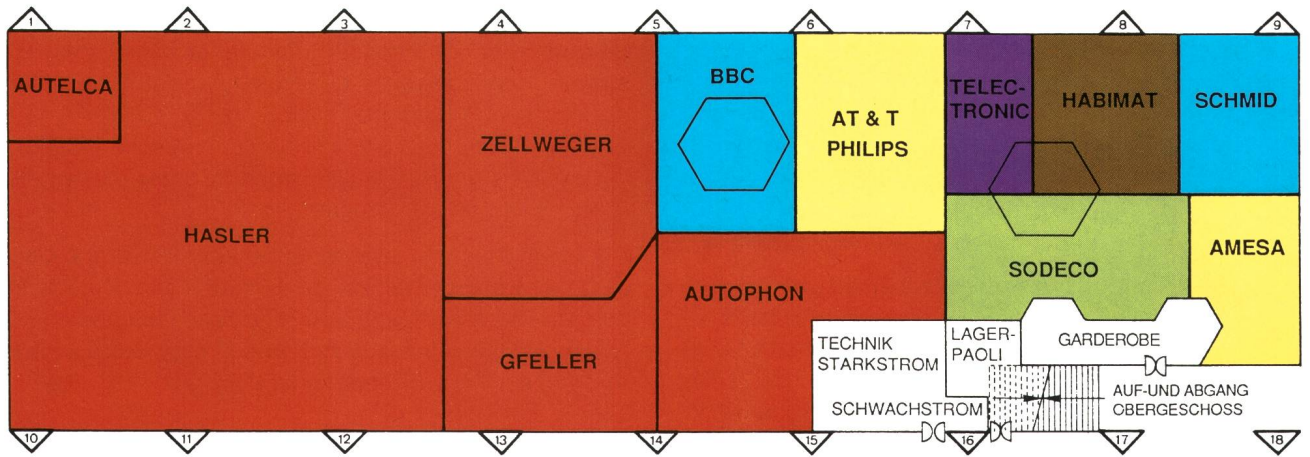 1 2 3 4 5 6 7 8 9
AUTELCA
HASLER
ZELLWEGER
GFELLER
BBC
AT & T
PHILIPS
AUTOPHON
TELEC-
TRONIC
HABIMAT
SCHMID
SODECO
AMESA
TECHNIK
STARKSTROM
SCHWACHSTROM
LAGER-
PAOLI
GARDEROBE
AUF-UND ABGANG
OBERGESCHOSS
10 11 12 13 14 15 16 17 18